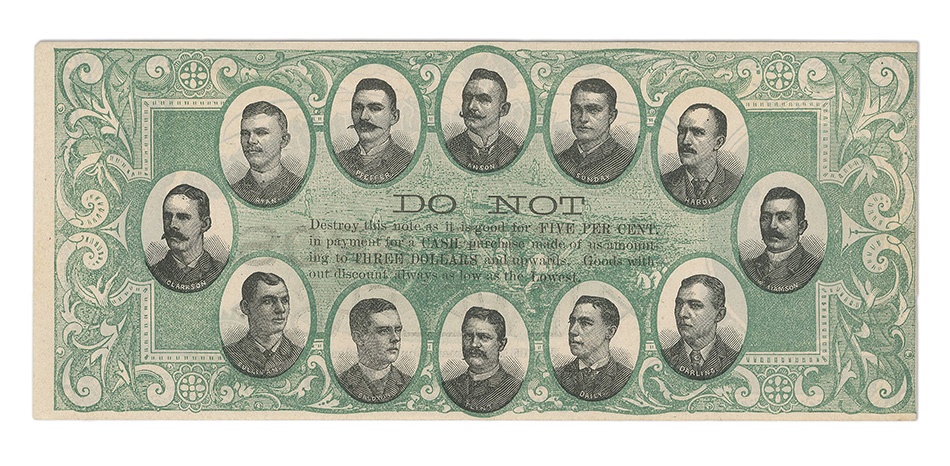 RYAN.
PFEFFER.
ANSON
SUNDAY
HARDIE
DO NOT
Destroy this note as it is good for FIVE PER CENT.
in payment for a CASH purchase made of us amount-
ing to THREE DOLLARS and upwards. Goods with-
out discount always as low as the Lowest.
CLARKSON
WILLIAMSON
SULLIVAN.
BALDWIN.
DARLING.